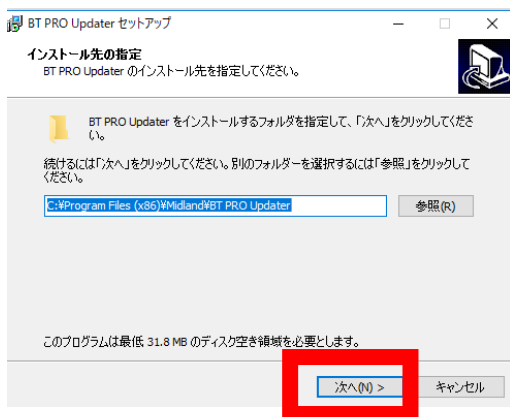 BT PRO Updater セットアップ
インストール先の指定
BT PRO Updater のインストール先を指定してください。
BT PRO Updater をインストールするフォルダを指定して、「次へ」をクリックしてくださ
い。
続けるには「次へ」をクリックしてください。別のフォルダーを選択するには「参照」をクリックして
ください。
C:¥Program Files (x86)¥Midland¥BT PRO Updater
参照(R)
このプログラムは最低 31.8 MB のディスク空き領域を必要とします。
次へ(N) >
キャンセル